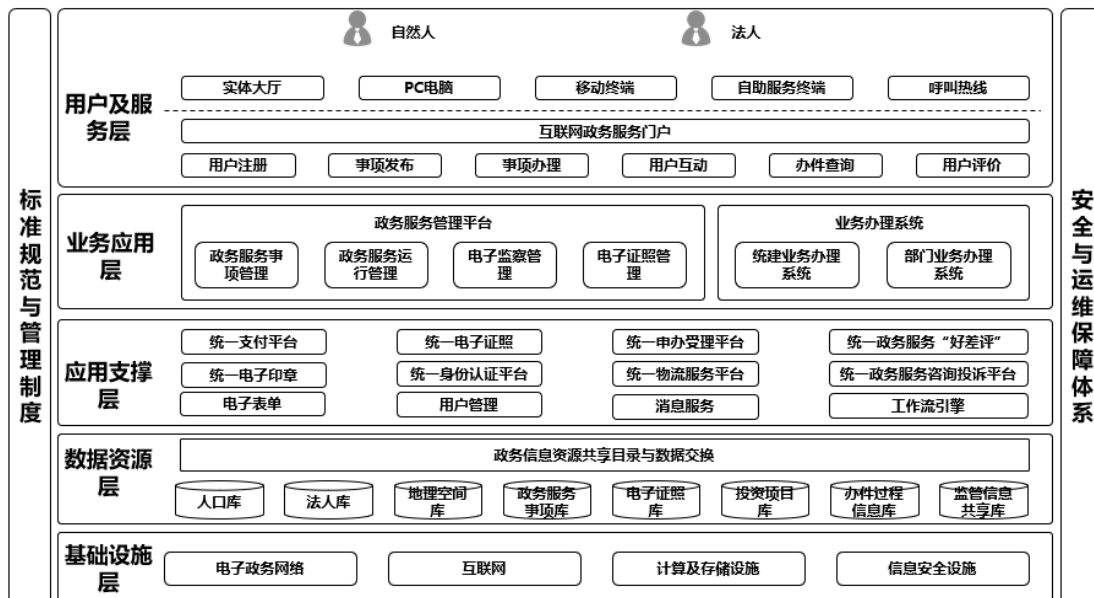 标准规范与管理制度
自然人
法人
用户及服
务层
实体大厅
PC电脑
移动终端
自助服务终端
呼叫热线
互联网政务服务门户
用户注册
事项发布
事项办理
用户互动
办件查询
用户评价
业务应用
层
政务服务管理平台
政务服务事
项管理
政务服务运
行管理
电子监察管
理
电子证照管
理
业务办理系统
统建业务办理
系统
部门业务办理
系统
应用支撑
层
统一支付平台
统一电子证照
统一申办受理平台
统一政务服务“好差评”
统一电子印章
统一身份认证平台
统一物流服务平台
统一政务服务咨询投诉平台
电子表单
用户管理
消息服务
工作流引擎
数据资源
层
政务信息资源共享目录与数据交换
人口库
法人库
地理空间
库
政务服务
事项库
电子证照
库
投资项目
库
办件过程
信息库
监管信息
共享库
基础设施
层
电子政务网络
互联网
计算及存储设施
信息安全设施
安全与运维保障体系